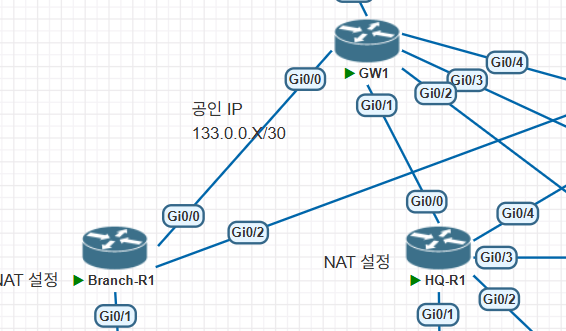 GW1
Gi0/0
Gi0/4
Gi0/3
Gi0/2
Gi0/1
공인 IP
133.0.0.X/30
Gi0/0
Gi0/2
Gi0/0
Gi0/4
NAT 설정
Branch-R1
NAT 설정
HQ-R1
Gi0/3
Gi0/2
Gi0/1
Gi0/1